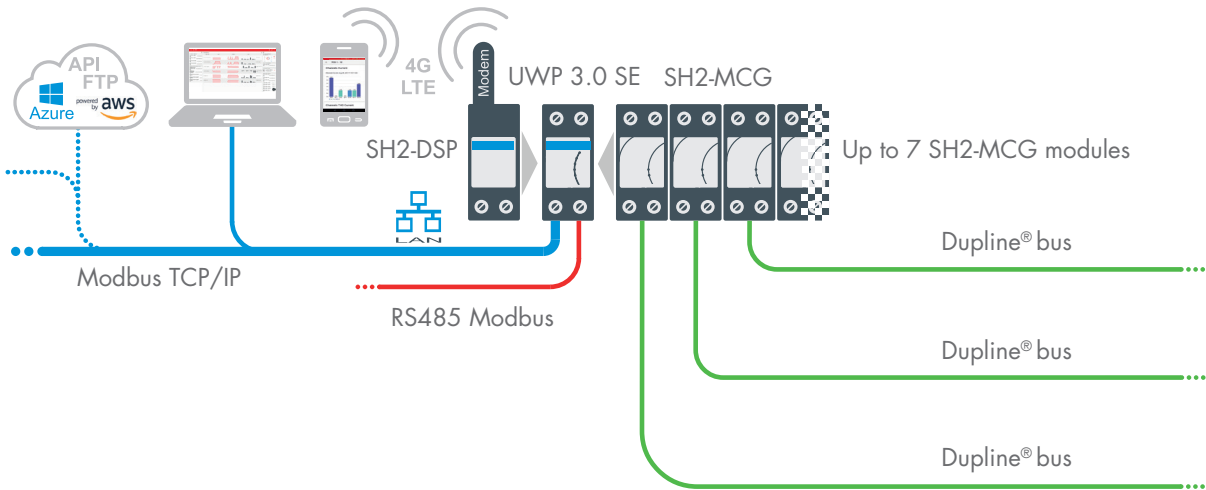 API
FTP
Azure
powered by aws
4G
LTE
Modem
UWP 3.0 SE
SH2-MCG
SH2-DSP
Up to 7 SH2-MCG modules
LAN
Modbus TCP/IP
RS485 Modbus
Dupline® bus
Dupline® bus
Dupline® bus